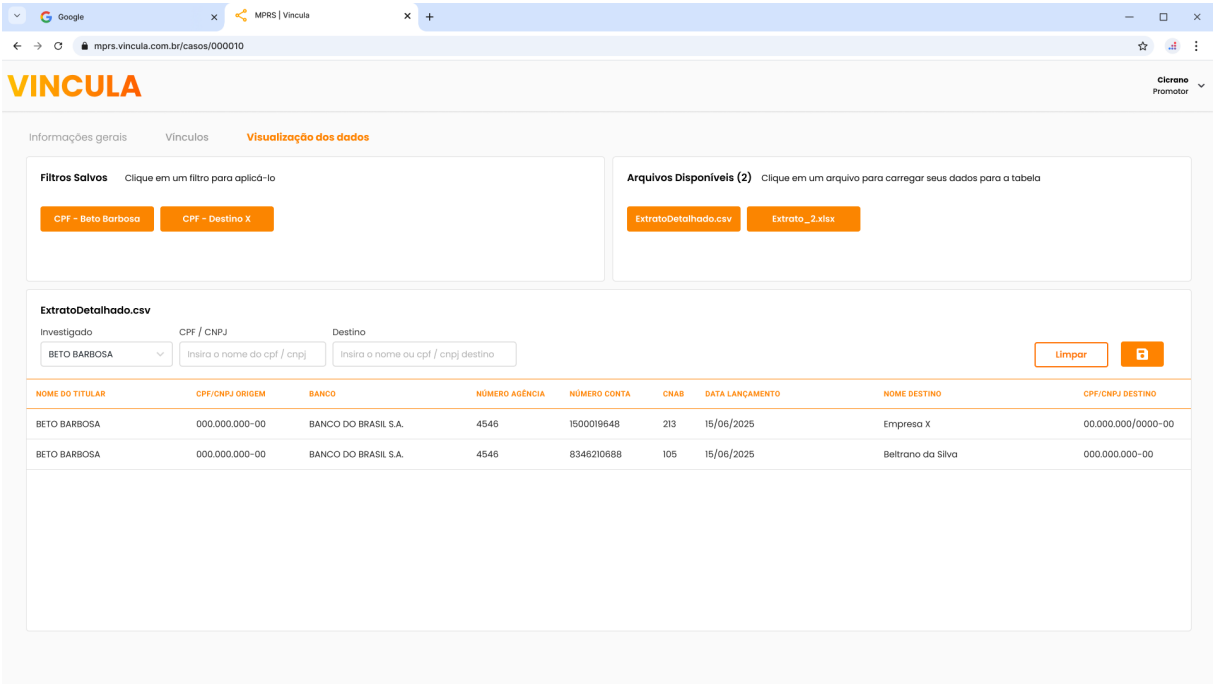 Google
MPRS | Vincula
mprs.vincula.com.br/casos/000010
VINCULA
Cicrano
Promotor
Informações gerais Vínculos Visualização dos dados
Filtros Salvos Clique em um filtro para aplicá-lo
CPF - Beto Barbosa CPF - Destino X
Arquivos Disponíveis (2) Clique em um arquivo para carregar seus dados para a tabela
ExtratoDetalhado.csv Extrato_2.xlsx
ExtratoDetalhado.csv
Investigado CPF / CNPJ Destino
BETO BARBOSA Insira o nome do cpf / cnpj Insira o nome ou cpf / cnpj destino Limpar
NOME DO TITULAR CPF/CNPJ ORIGEM BANCO NÚMERO AGÊNCIA NÚMERO CONTA CNAB DATA LANÇAMENTO NOME DESTINO CPF/CNPJ DESTINO
BETO BARBOSA 000.000.000-00 BANCO DO BRASIL S.A. 4546 1500019648 213 15/06/2025 Empresa X 00.000.000/0000-00
BETO BARBOSA 000.000.000-00 BANCO DO BRASIL S.A. 4546 8346210688 105 15/06/2025 Beltrano da Silva 000.000.000-00